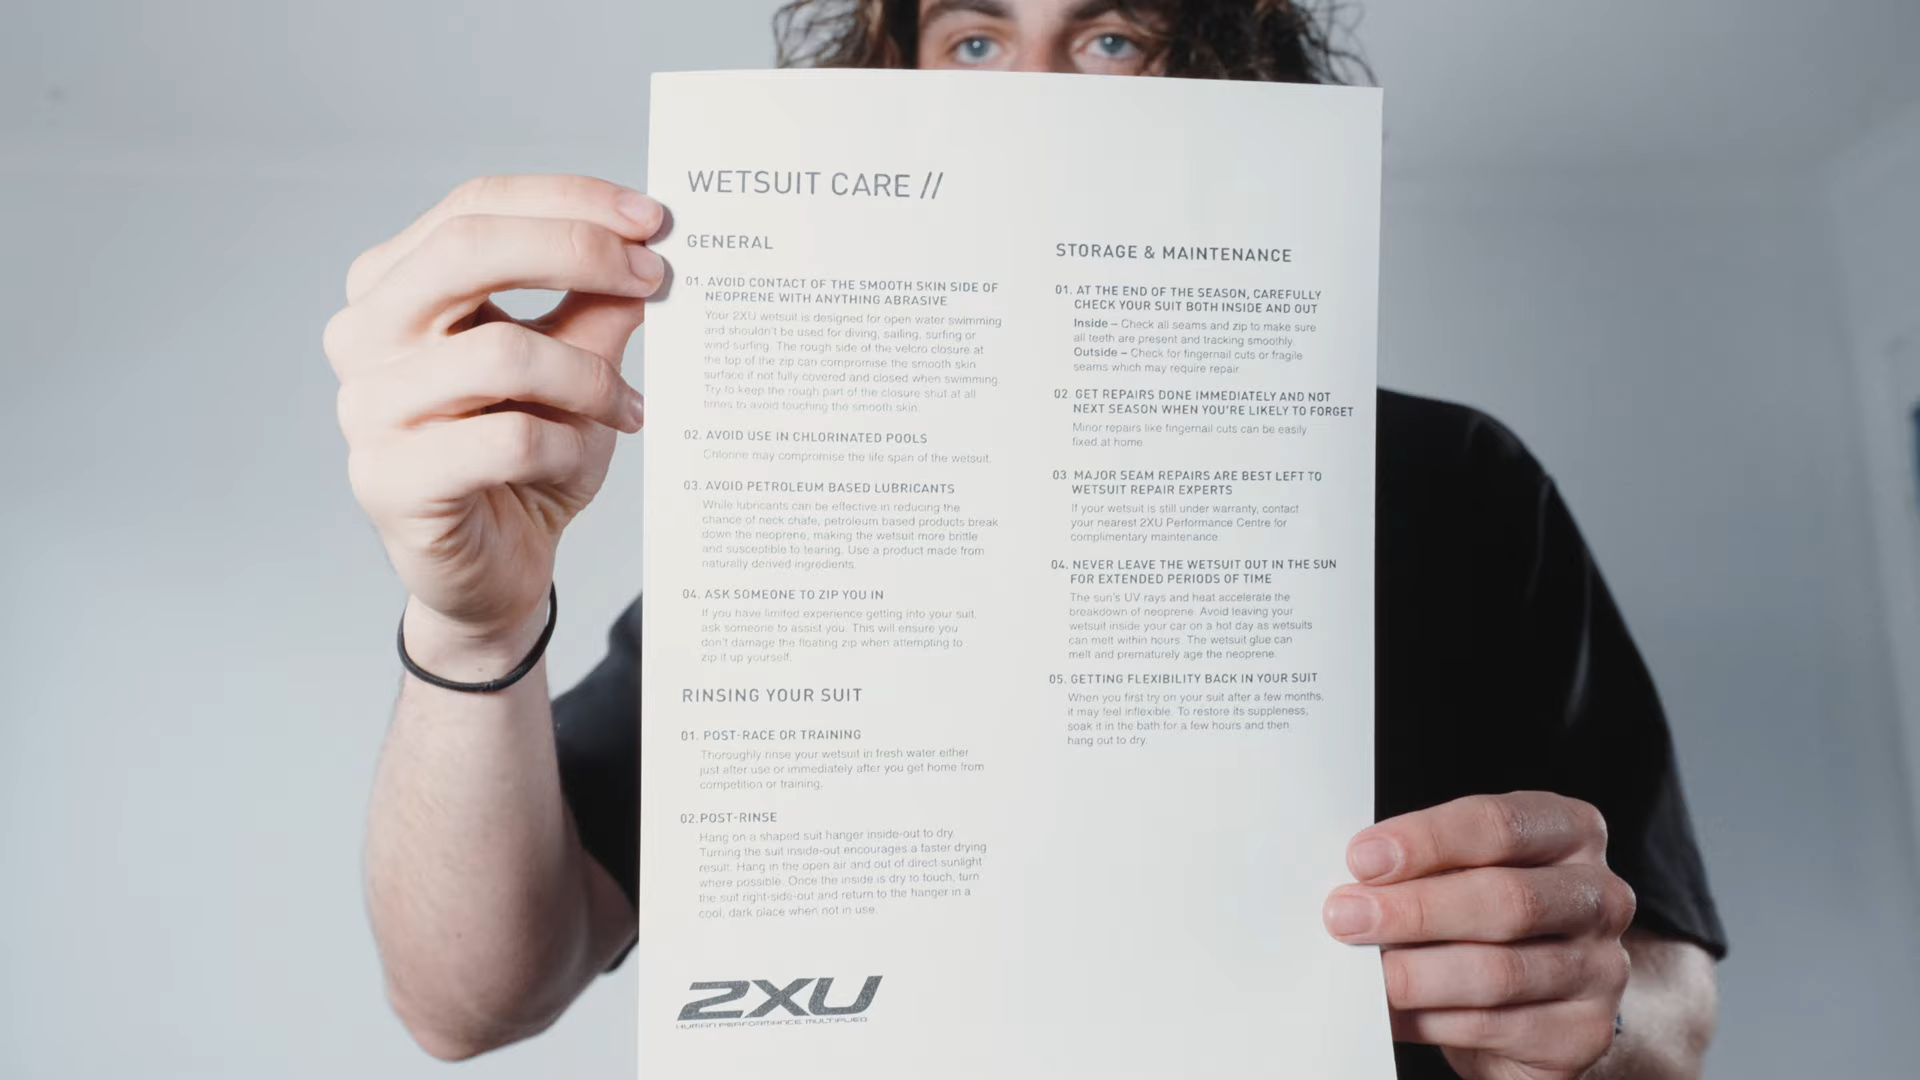 WETSUIT CARE //
GENERAL
01. AVOID CONTACT OF THE SMOOTH SKIN SIDE OF
NEOPRENE WITH ANYTHING ABRASIVE
Your 2XU wetsuit is designed for open water swimming
and shouldn't be used for diving, sailing, surfing or
wind surfing. The rough side of the velcro closure at
the top of the zip can compromise the smooth skin
surface if not fully covered and closed when swimming.
Try to keep the rough part of the closure shut at all
times to avoid touching the smooth skin.
02. AVOID USE IN CHLORINATED POOLS
Chlorine may compromise the life span of the wetsuit.
03. AVOID PETROLEUM BASED LUBRICANTS
While lubricants can be effective in reducing the
chance of neck chafe, petroleum based products break
down the neoprene, making the wetsuit more brittle
and susceptible to tearing. Use a product made from
naturally derived ingredients.
04. ASK SOMEONE TO ZIP YOU IN
If you have limited experience getting into your suit,
ask someone to assist you. This will ensure you
don't damage the floating zip when attempting to
zip it up yourself.
RINSING YOUR SUIT
01. POST-RACE OR TRAINING
Thoroughly rinse your wetsuit in fresh water either
just after use or immediately after you get home from
competition or training.
02.POST-RINSE
Hang on a shaped suit hanger inside-out to dry.
Turning the suit inside-out encourages a faster drying
result. Hang in the open air and out of direct sunlight
where possible. Once the inside is dry to touch, turn
the suit right-side-out and return to the hanger in a
cool, dark place when not in use.
2XU
HUMAN PERFORMANCE MULTIPLIED
STORAGE & MAINTENANCE
01. AT THE END OF THE SEASON, CAREFULLY
CHECK YOUR SUIT BOTH INSIDE AND OUT
Inside – Check all seams and zip to make sure
all teeth are present and tracking smoothly.
Outside – Check for fingernail cuts or fragile
seams which may require repair.
02. GET REPAIRS DONE IMMEDIATELY AND NOT
NEXT SEASON WHEN YOU'RE LIKELY TO FORGET
Minor repairs like fingernail cuts can be easily
fixed at home.
03 MAJOR SEAM REPAIRS ARE BEST LEFT TO
WETSUIT REPAIR EXPERTS
If your wetsuit is still under warranty, contact
your nearest 2XU Performance Centre for
complimentary maintenance.
04. NEVER LEAVE THE WETSUIT OUT IN THE SUN
FOR EXTENDED PERIODS OF TIME
The sun's UV rays and heat accelerate the
breakdown of neoprene. Avoid leaving your
wetsuit inside your car on a hot day as wetsuits
can melt within hours. The wetsuit glue can
melt and prematurely age the neoprene.
05. GETTING FLEXIBILITY BACK IN YOUR SUIT
When you first try on your suit after a few months,
it may feel inflexible. To restore its suppleness,
soak it in the bath for a few hours and then
hang out to dry.